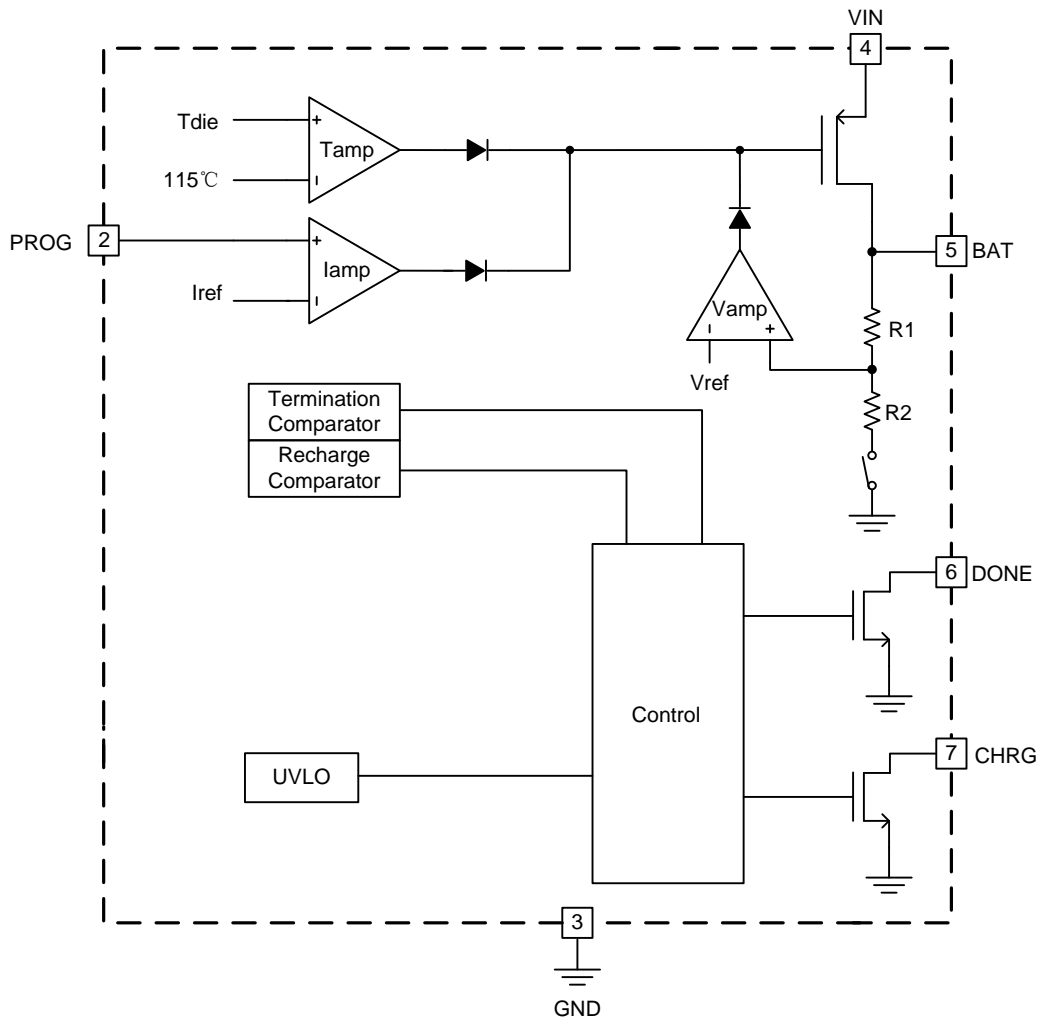 VIN
4
Tdie
+
Tamp
115℃
-
PROG
2
+
Iamp
Iref
-
5
BAT
Vamp
-
+
R1
Vref
R2
Termination
Comparator
Recharge
Comparator
6
DONE
Control
7
CHRG
UVLO
3
GND